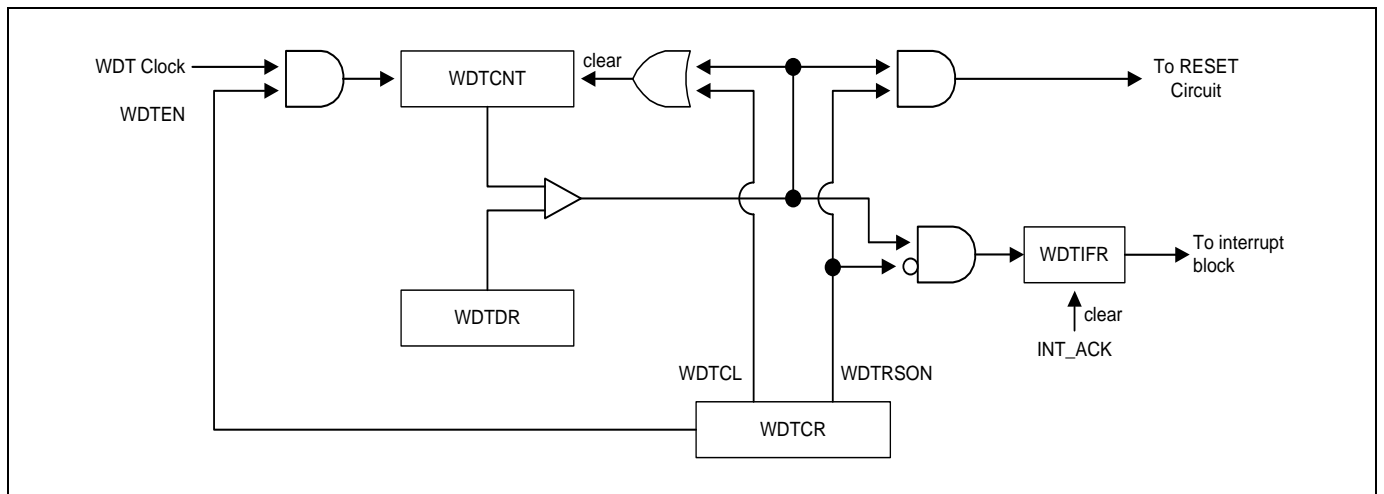 WDT Clock
WDTEN
WDTCNT
clear
To RESET
Circuit
WDTIFR
To interrupt
block
clear
INT_ACK
WDTDR
WDTCL
WDTRSON
WDTCR